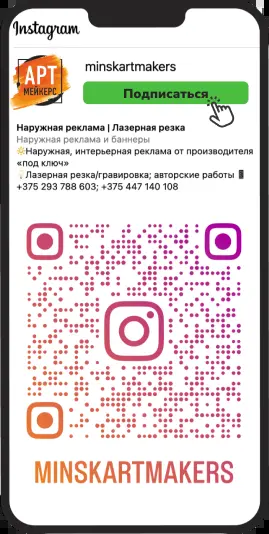 Instagram
АРТ
МЕЙКЕРС
minskartmakers
Подписаться
Наружная реклама | Лазерная резка
Наружная реклама и баннеры
🔆Наружная, интерьерная реклама от производителя
«под ключ»
💡Лазерная резка/гравировка; авторские работы 📱
+375 293 788 603; +375 447 140 108
MINSKARTMAKERS